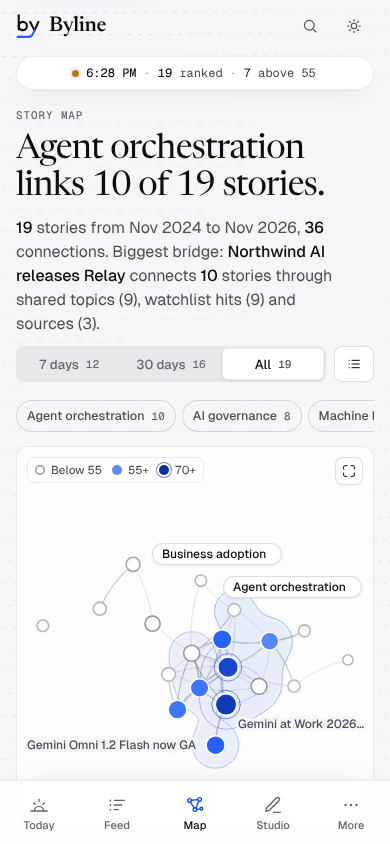 by Byline
6:28 PM · 19 ranked · 7 above 55
STORY MAP
Agent orchestration
links 10 of 19 stories.
19 stories from Nov 2024 to Nov 2026, 36
connections. Biggest bridge: Northwind AI
releases Relay connects 10 stories through
shared topics (9), watchlist hits (9) and
sources (3).
7 days 12 30 days 16 All 19
Agent orchestration 10 AI governance 8 Machine
Below 55 55+ 70+
Business adoption
Agent orchestration
Gemini at Work 2026...
Gemini Omni 1.2 Flash now GA
Today Feed Map Studio More